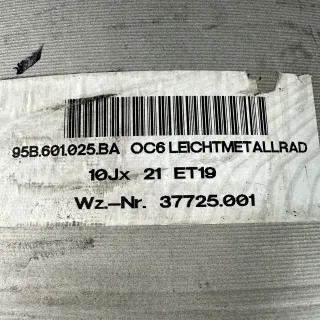 95B.601.025.BA OC6 LEICHTMETALLRAD
10Jx 21 ET19
Wz.-Nr. 37725.001